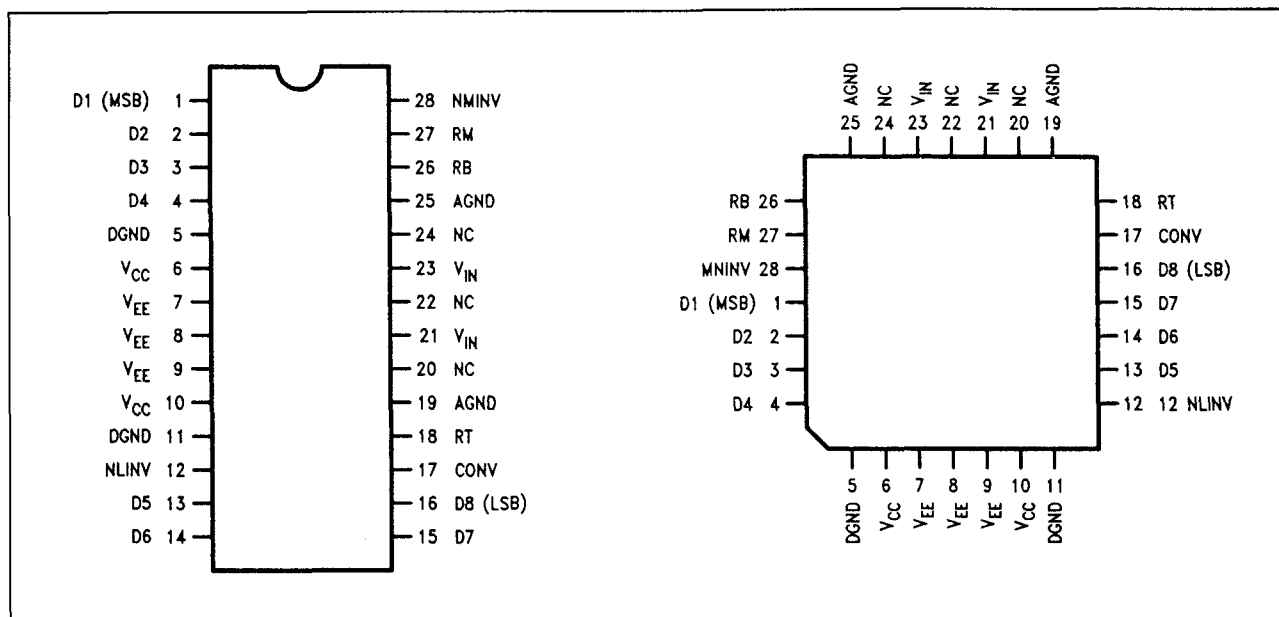 D1 (MSB) 1
D2 2
D3 3
D4 4
DGND 5
VCC 6
VEE 7
VEE 8
VEE 9
VCC 10
DGND 11
NLINV 12
D5 13
D6 14
28 NMINV
27 RM
26 RB
25 AGND
24 NC
23 VIN
22 NC
21 VIN
20 NC
19 AGND
18 RT
17 CONV
16 D8 (LSB)
15 D7
AGND NC VIN NC VIN NC AGND
25 24 23 22 21 20 19
RB 26
RM 27
MNINV 28
D1 (MSB) 1
D2 2
D3 3
D4 4
18 RT
17 CONV
16 D8 (LSB)
15 D7
14 D6
13 D5
12 12 NLINV
5 6 7 8 9 10 11
DGND VCC VEE VEE VEE VCC DGND